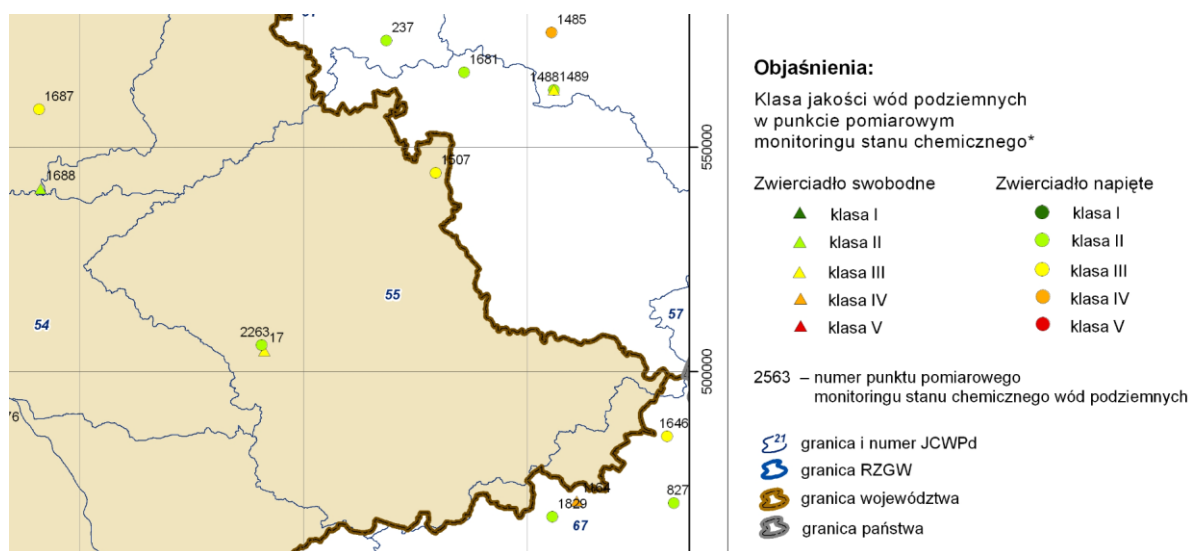 1485
237
1681
14881489
1687
1507
1688
55
57
54
2263
17
76
1646
1164
1829
827
67
550000
500000
Objaśnienia:
Klasa jakości wód podziemnych
w punkcie pomiarowym
monitoringu stanu chemicznego*
Zwierciadło swobodne
klasa I
klasa II
klasa III
klasa IV
klasa V
Zwierciadło napięte
klasa I
klasa II
klasa III
klasa IV
klasa V
2563 – numer punktu pomiarowego
monitoringu stanu chemicznego wód podziemnych
21 granica i numer JCWPd
granica RZGW
granica województwa
granica państwa